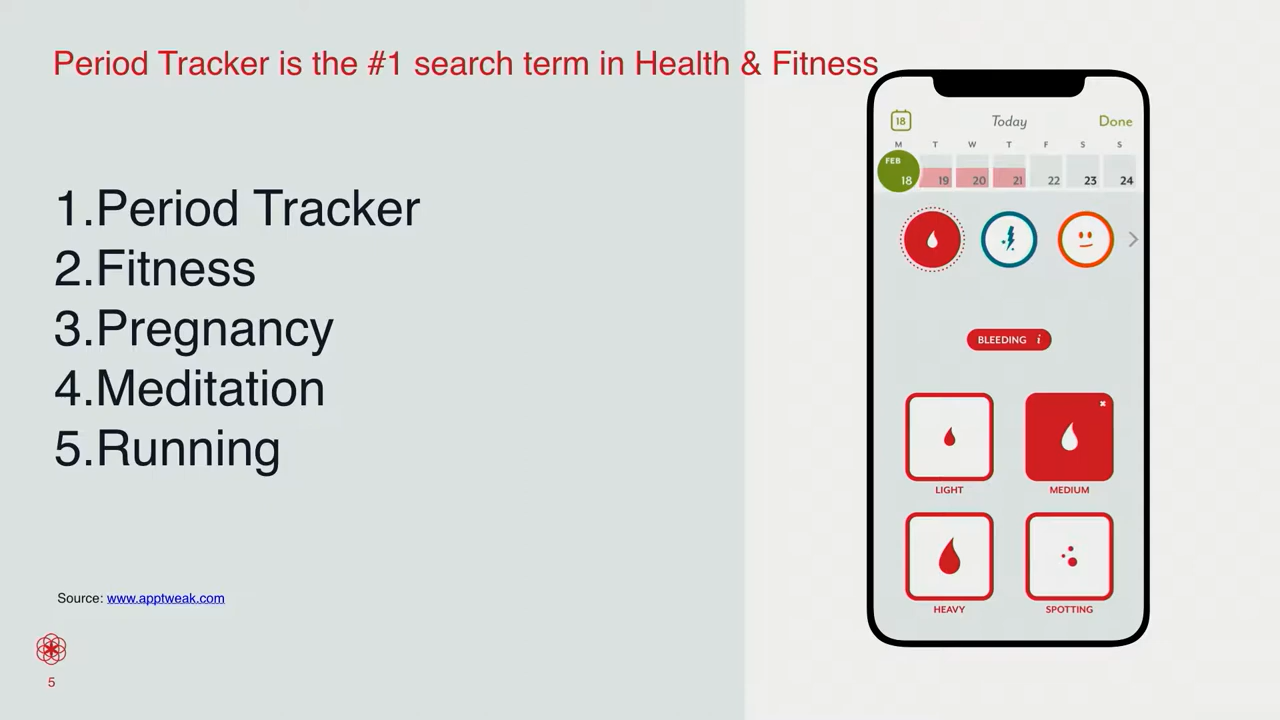 Period Tracker is the #1 search term in Health & Fitness
1.Period Tracker
2.Fitness
3.Pregnancy
4.Meditation
5.Running
Source: www.apptweak.com
5
18 Today Done
M T W T F S S
FEB
18 19 20 21 22 23 24
BLEEDING i
LIGHT MEDIUM
HEAVY SPOTTING